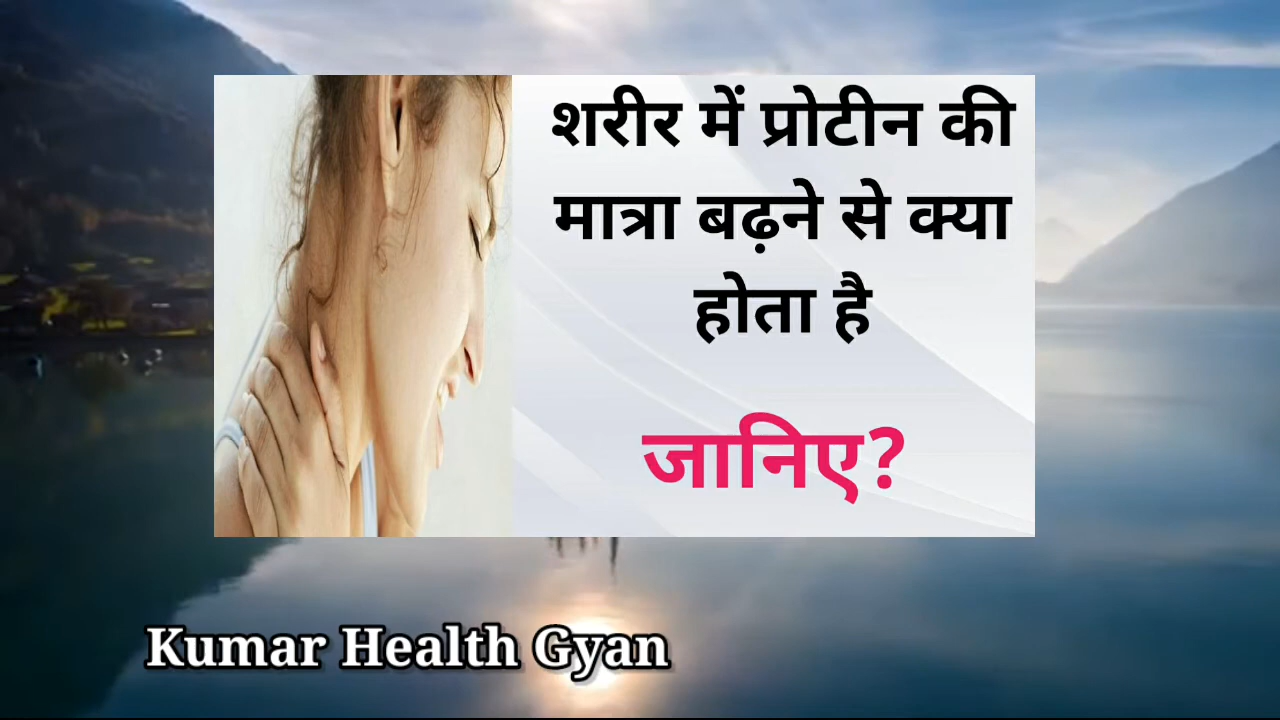 शरीर में प्रोटीन की
मात्रा बढ़ने से क्या
होता है
जानिए?
Kumar Health Gyan